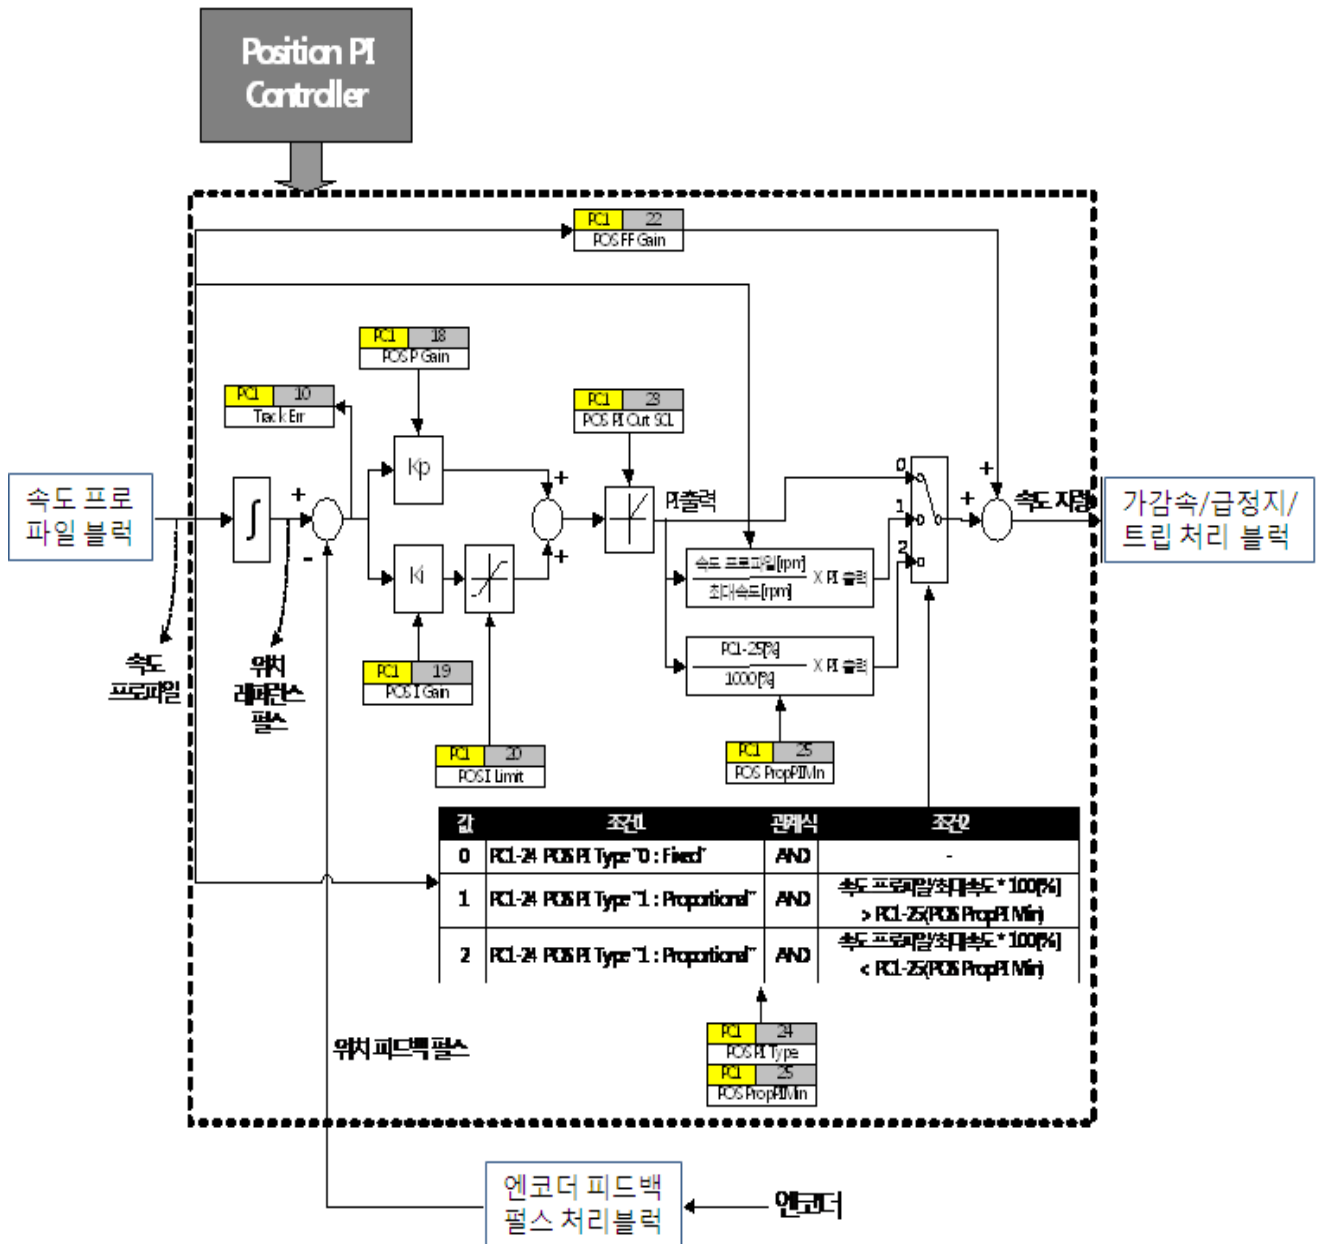 Position PI
Controller
PC1 22
POS FF Gain
PC1 18
POS P Gain
PC1 10
Track Err
PC1 23
POS PI Out SCL
속도 프로
파일 블럭
∫
+
-
Kp
Ki
+
+
PI출력
0
1
2
+
+
속도 지령
가감속/급정지/
트립 처리 블럭
속도 프로파일[rpm]
최대속도[rpm]
X PI 출력
PC1-25[%]
1000[%]
X PI 출력
속도
프로파일
위치
레퍼런스
펄스
PC1 19
POS I Gain
PC1 20
POS I Limit
PC1 25
POS PropPIMin
값 조건1 관계식 조건2
0 PC1-24 POS PI Type "0 : Fixed" AND -
1 PC1-24 POS PI Type "1 : Proportional" AND 속도 프로파일/최대속도 * 100[%]
> PC1-25(POS PropPI Min)
2 PC1-24 POS PI Type "1 : Proportional" AND 속도 프로파일/최대속도 * 100[%]
< PC1-25(POS PropPI Min)
PC1 24
POS PI Type
PC1 25
POS PropPIMin
위치 피드백 펄스
엔코더 피드백
펄스 처리블럭
엔코더